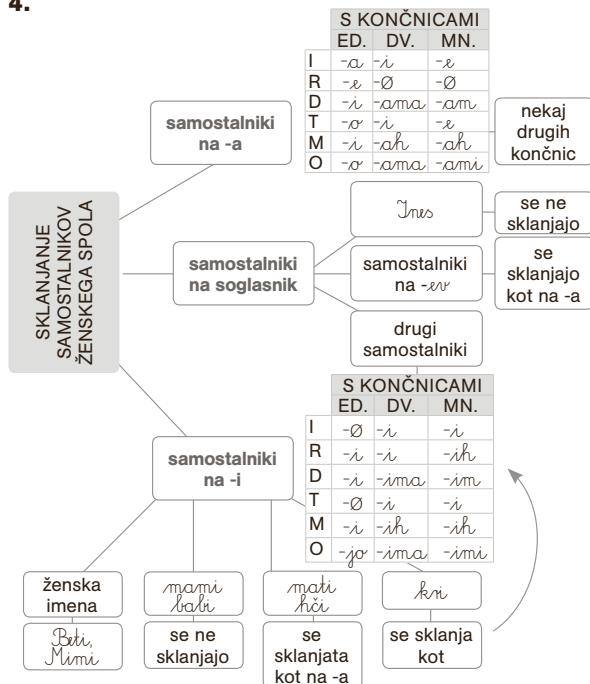 4.
S KONČNICAMI
ED. DV. MN.
I -a -i -e
R -e -Ø -Ø
D -i -ama -am
T -o -i -e
M -i -ah -ah
O -o -ama -ami
samostalniki
na -a
nekaj
drugih
končnic
SKLANJANJE
SAMOSTALNIKOV
ŽENSKEGA SPOLA
samostalniki
na soglasnik
Ines
se ne
sklanjajo
samostalniki
na -ev
se
sklanjajo
kot na -a
drugi
samostalniki
S KONČNICAMI
ED. DV. MN.
I -Ø -i -i
R -i -i -ih
D -i -ima -im
T -Ø -i -i
M -i -ih -ih
O -jo -ima -imi
samostalniki
na -i
ženska
imena
Beti,
Mimi
mami
babi
se ne
sklanjajo
mati
hči
se
sklanjata
kot na -a
kri
se sklanja
kot